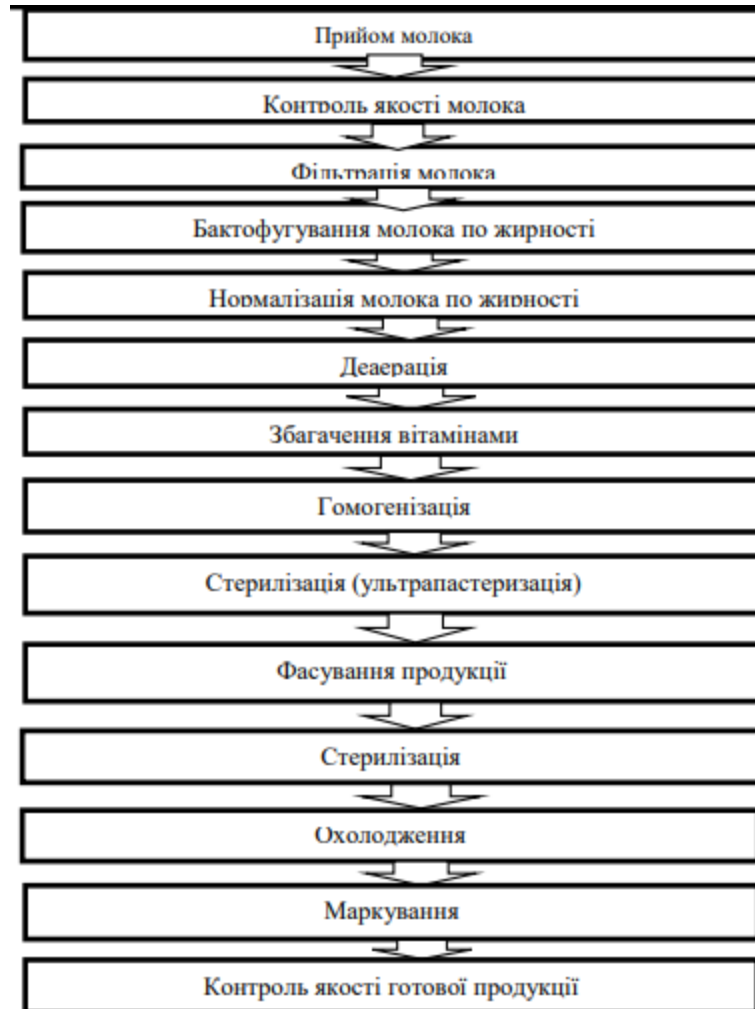 Прийом молока
Контроль якості молока
Фільтрація молока
Бактофугування молока по жирності
Нормалізація молока по жирності
Деаерація
Збагачення вітамінами
Гомогенізація
Стерилізація (ультрапастеризація)
Фасування продукції
Стерилізація
Охолодження
Маркування
Контроль якості готової продукції